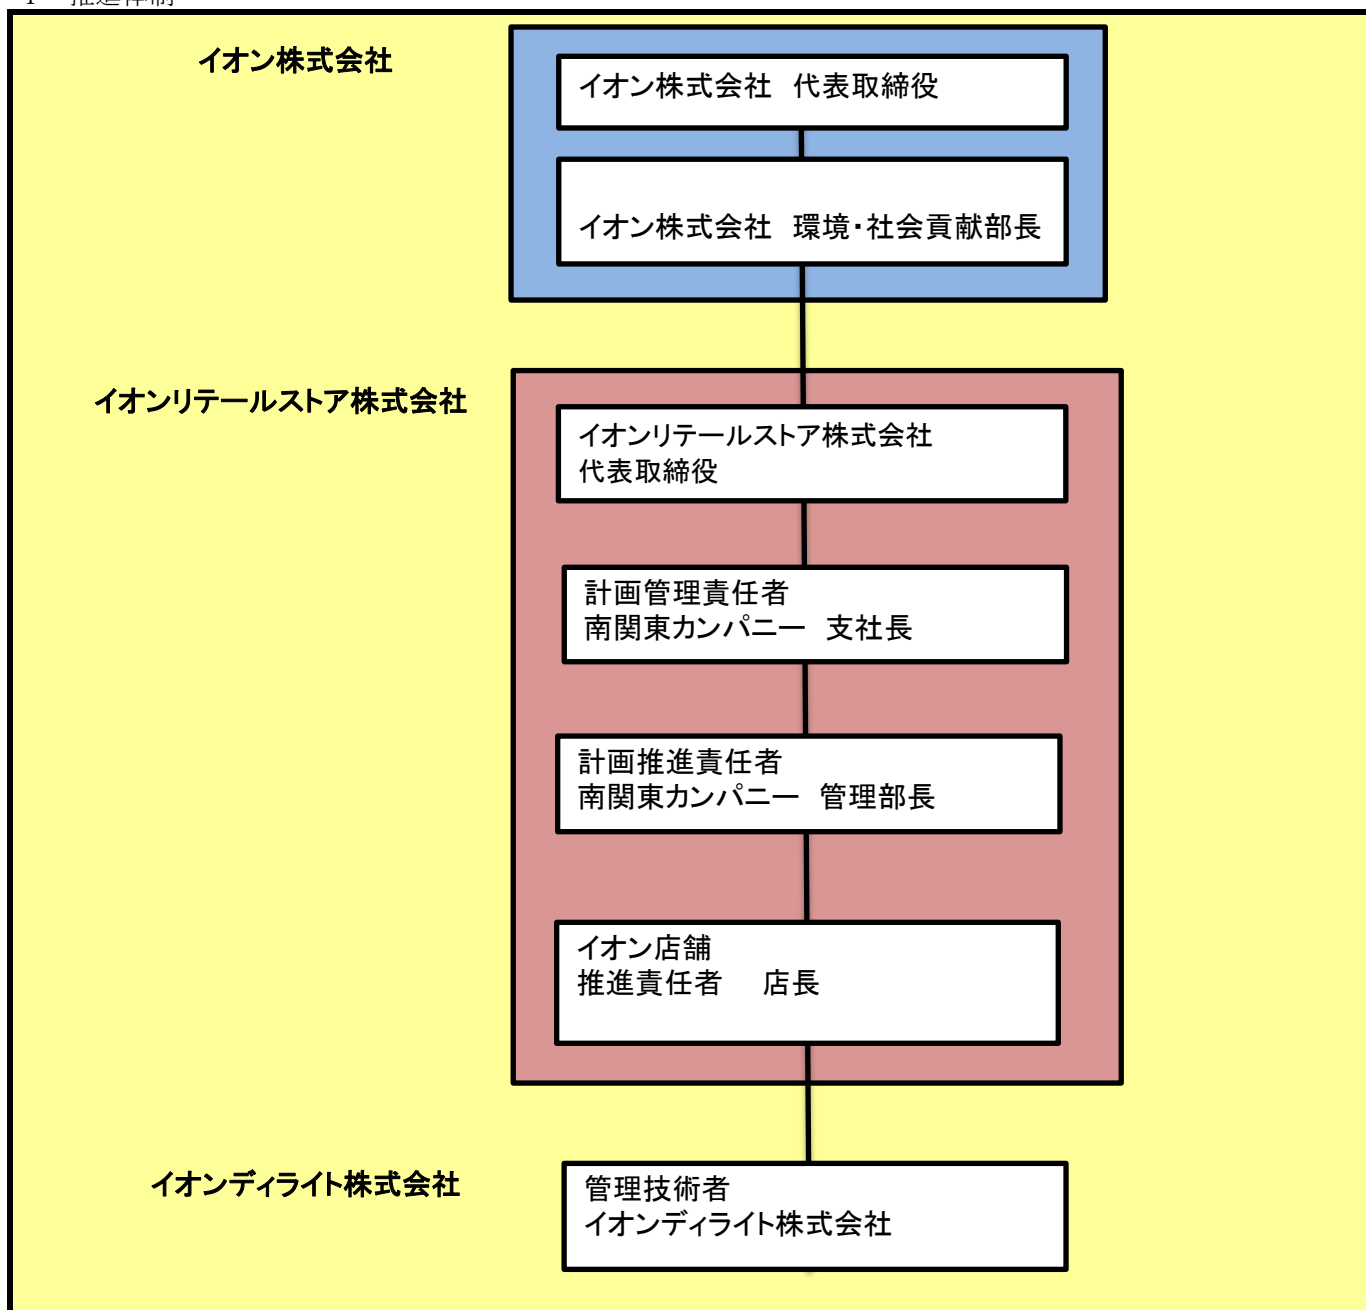 イオン株式会社
イオン株式会社　代表取締役
イオン株式会社　環境・社会貢献部長
イオンリテールストア株式会社
イオンリテールストア株式会社
代表取締役
計画管理責任者
南関東カンパニー　支社長
計画推進責任者
南関東カンパニー　管理部長
イオン店舗
推進責任者　　店長
イオンディライト株式会社
管理技術者
イオンディライト株式会社